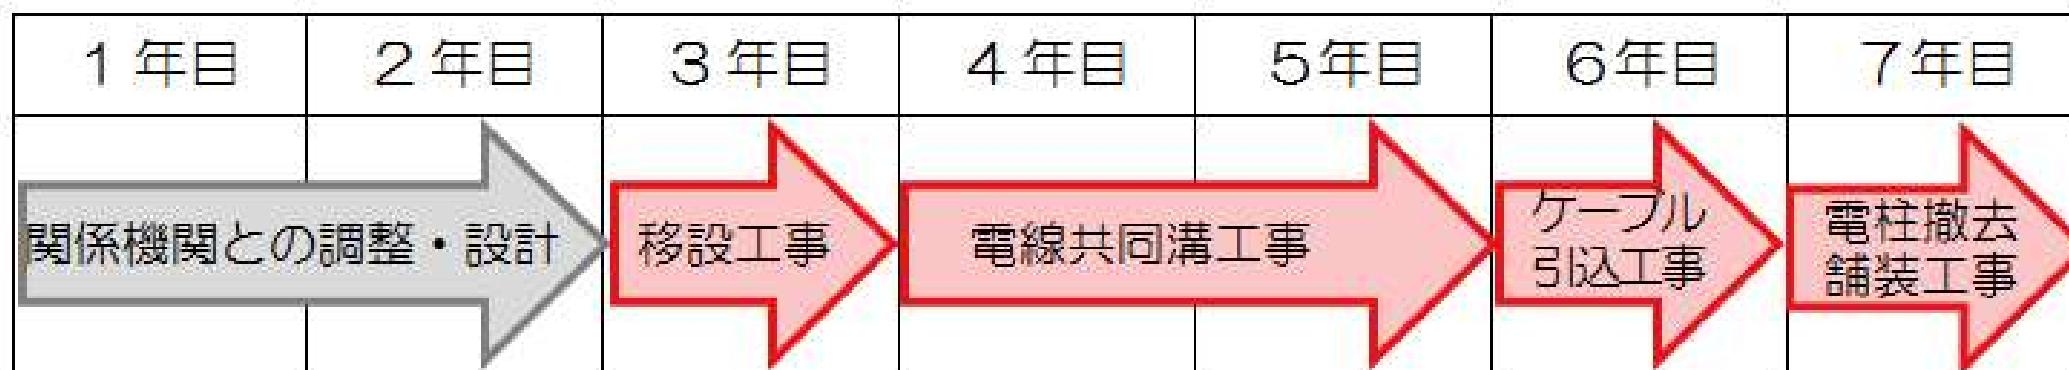 1年目 2年目 3年目 4年目 5年目 6年目 7年目
関係機関との調整・設計
移設工事
電線共同溝工事
ケーブル
引込工事
電柱撤去
舗装工事